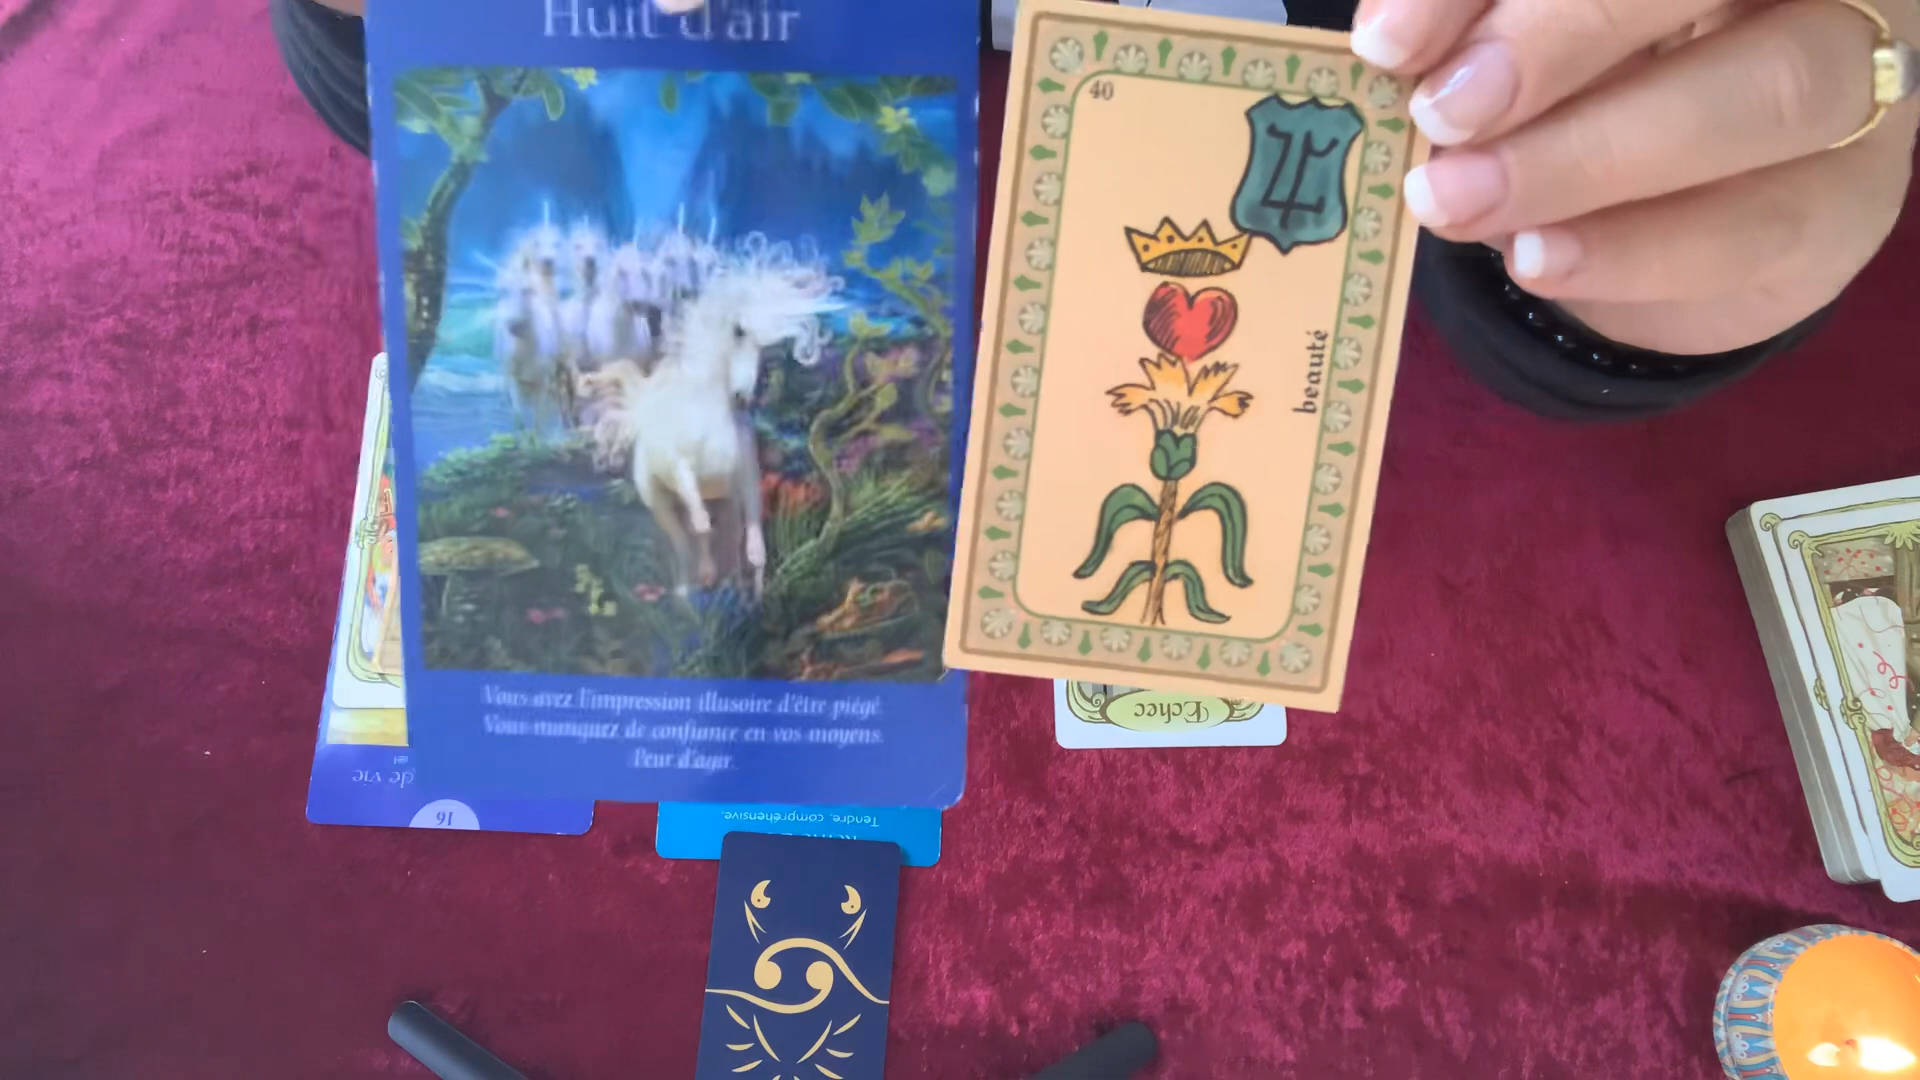 Huit d'air
40
beauté
Vous avez l'impression illusoire d'être piégé.
Vous manquez de confiance en vos moyens.
Peur d'agir.
Echec
de vie
16
Tendre, compréhensive.